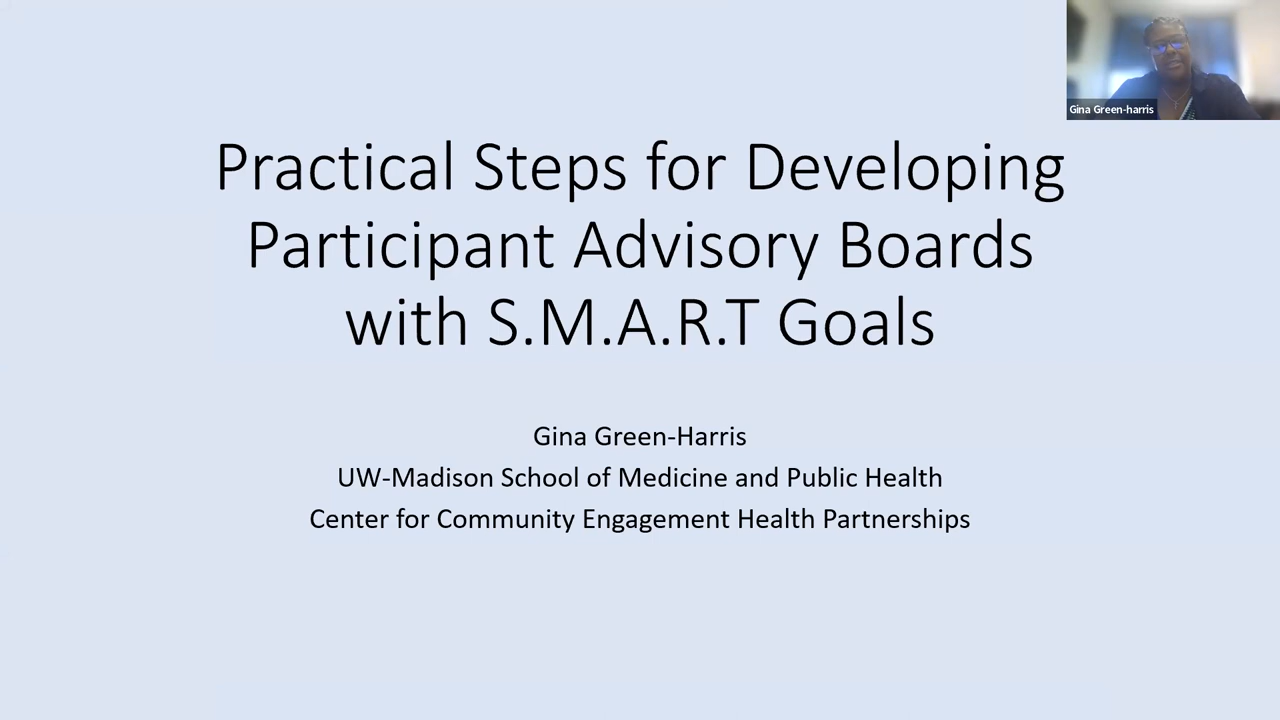 Gina Green-harris
Practical Steps for Developing
Participant Advisory Boards
with S.M.A.R.T Goals
Gina Green-Harris
UW-Madison School of Medicine and Public Health
Center for Community Engagement Health Partnerships